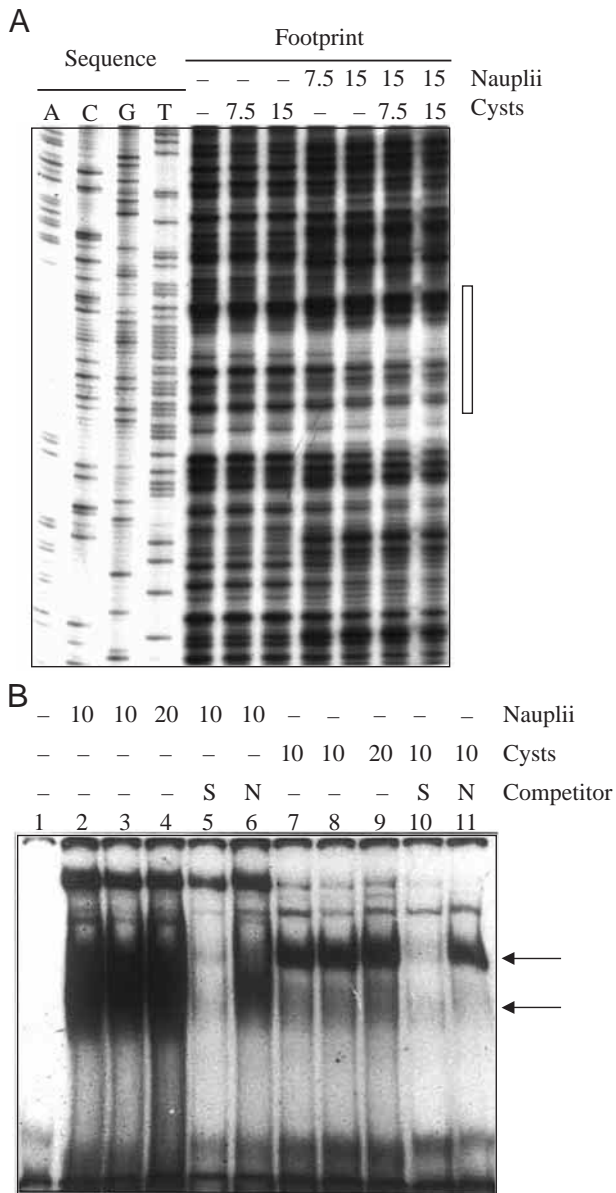 A
Sequence Footprint
– – – 7.5 15 15 15 Nauplii
A C G T – 7.5 15 – – 7.5 15 Cysts
B
– 10 10 20 10 10 – – – – – Nauplii
– – – – – – 10 10 20 10 10 Cysts
– – – – S N – – – S N Competitor
1 2 3 4 5 6 7 8 9 10 11